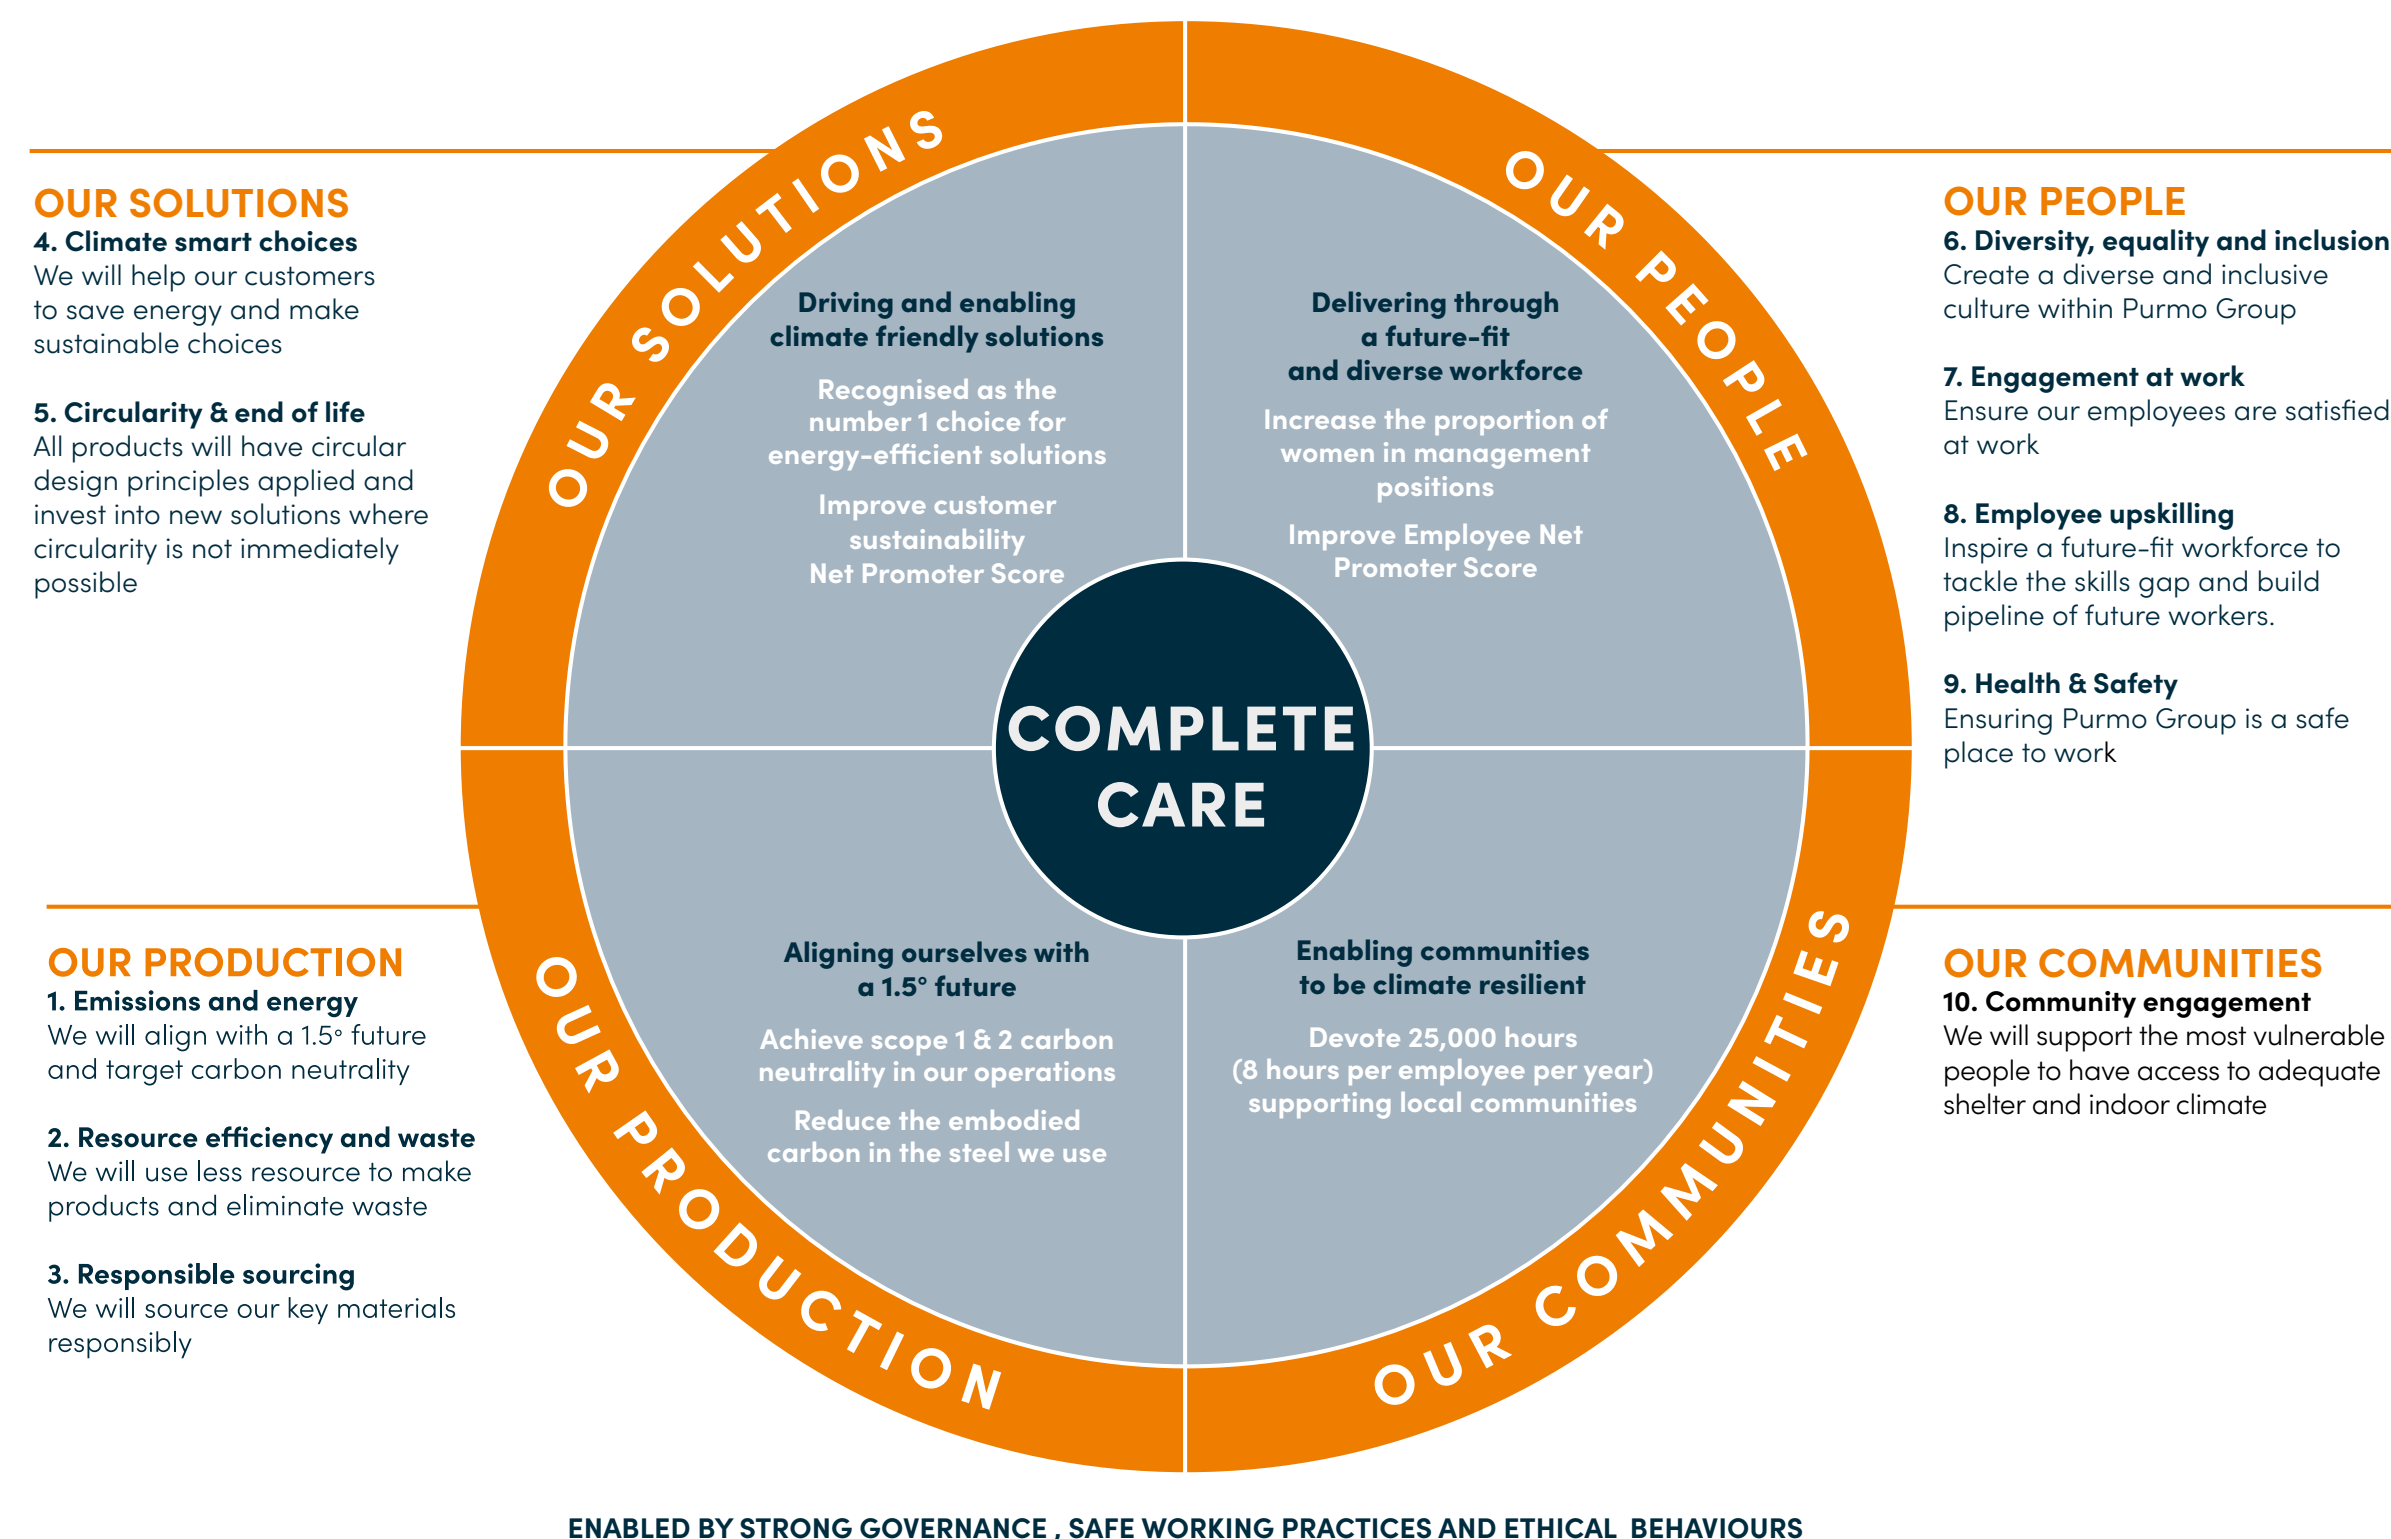 OUR SOLUTIONS
4. Climate smart choices
We will help our customers
to save energy and make
sustainable choices
5. Circularity & end of life
All products will have circular
design principles applied and
invest into new solutions where
circularity is not immediately
possible
OUR PRODUCTION
1. Emissions and energy
We will align with a 1.5° future
and target carbon neutrality
2. Resource efficiency and waste
We will use less resource to make
products and eliminate waste
3. Responsible sourcing
We will source our key materials
responsibly
OUR SOLUTIONS
Driving and enabling
climate friendly solutions
Recognised as the
number 1 choice for
energy-efficient solutions
Improve customer
sustainability
Net Promoter Score
OUR PEOPLE
Delivering through
a future-fit
and diverse workforce
Increase the proportion of
women in management
positions
Improve Employee Net
Promoter Score
COMPLETE
CARE
OUR PRODUCTION
Aligning ourselves with
a 1.5° future
Achieve scope 1 & 2 carbon
neutrality in our operations
Reduce the embodied
carbon in the steel we use
OUR COMMUNITIES
Enabling communities
to be climate resilient
Devote 25,000 hours
(8 hours per employee per year)
supporting local communities
OUR PEOPLE
6. Diversity, equality and inclusion
Create a diverse and inclusive
culture within Purmo Group
7. Engagement at work
Ensure our employees are satisfied
at work
8. Employee upskilling
Inspire a future-fit workforce to
tackle the skills gap and build
pipeline of future workers.
9. Health & Safety
Ensuring Purmo Group is a safe
place to work
OUR COMMUNITIES
10. Community engagement
We will support the most vulnerable
people to have access to adequate
shelter and indoor climate
ENABLED BY STRONG GOVERNANCE , SAFE WORKING PRACTICES AND ETHICAL BEHAVIOURS